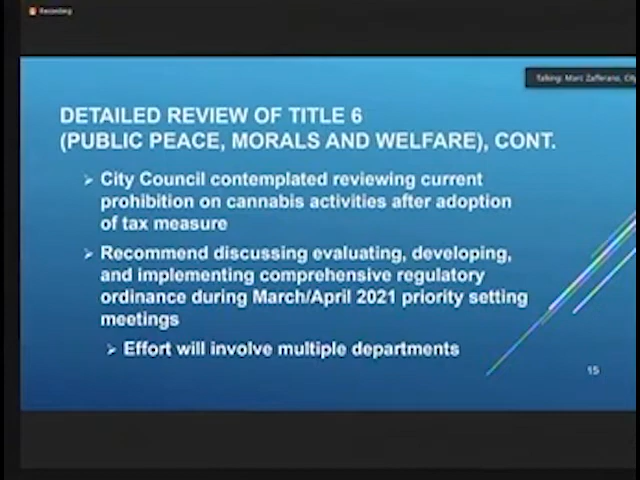 Recording
Talking: Marc Zafferano, City
DETAILED REVIEW OF TITLE 6
(PUBLIC PEACE, MORALS AND WELFARE), CONT.
City Council contemplated reviewing current
prohibition on cannabis activities after adoption
of tax measure
Recommend discussing evaluating, developing,
and implementing comprehensive regulatory
ordinance during March/April 2021 priority setting
meetings
Effort will involve multiple departments
15